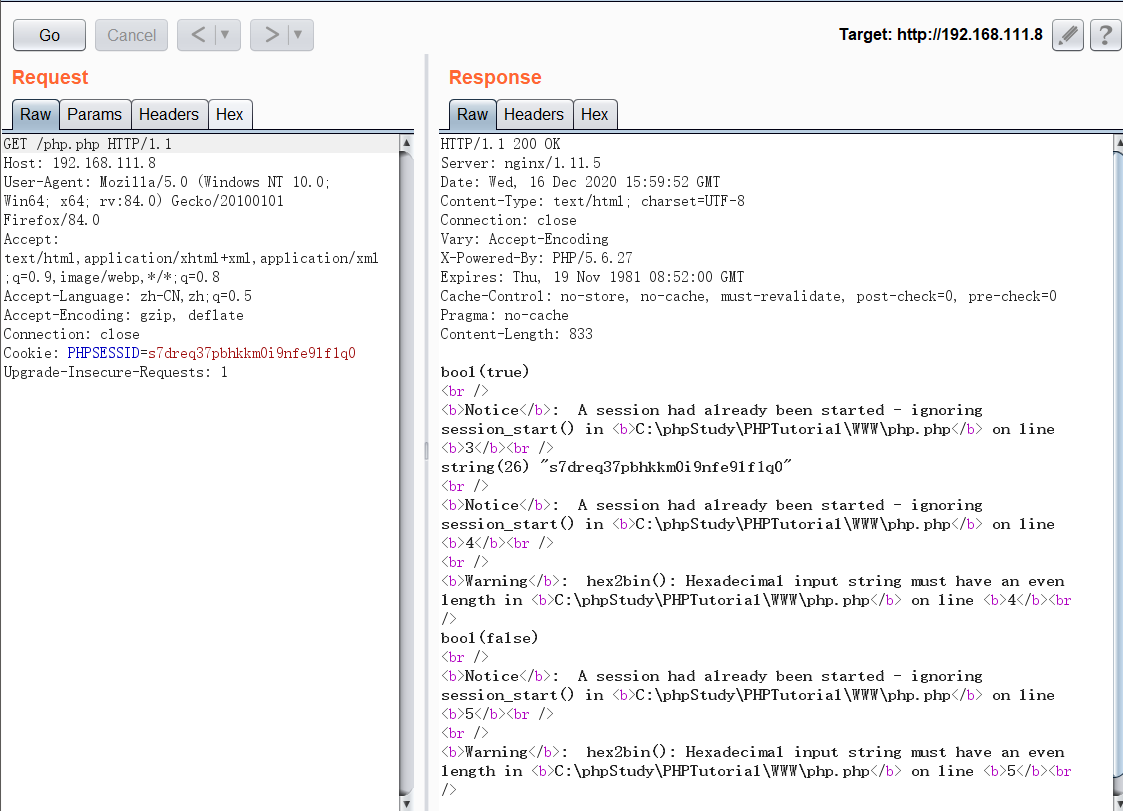 Go Cancel < ▼ > ▼ Target: http://192.168.111.8 ?
Request
Raw Params Headers Hex
GET /php.php HTTP/1.1
Host: 192.168.111.8
User-Agent: Mozilla/5.0 (Windows NT 10.0;
Win64; x64; rv:84.0) Gecko/20100101
Firefox/84.0
Accept:
text/html,application/xhtml+xml,application/xml
;q=0.9,image/webp,*/*;q=0.8
Accept-Language: zh-CN,zh;q=0.5
Accept-Encoding: gzip, deflate
Connection: close
Cookie: PHPSESSID=s7dreq37pbhkkm0i9nfe9lf1q0
Upgrade-Insecure-Requests: 1
Response
Raw Headers Hex
HTTP/1.1 200 OK
Server: nginx/1.11.5
Date: Wed, 16 Dec 2020 15:59:52 GMT
Content-Type: text/html; charset=UTF-8
Connection: close
Vary: Accept-Encoding
X-Powered-By: PHP/5.6.27
Expires: Thu, 19 Nov 1981 08:52:00 GMT
Cache-Control: no-store, no-cache, must-revalidate, post-check=0, pre-check=0
Pragma: no-cache
Content-Length: 833
bool(true)
<br />
<b>Notice</b>:  A session had already been started - ignoring
session_start() in <b>C:\phpStudy\PHPTutorial\WWW\php.php</b> on line
<b>3</b><br />
string(26) "s7dreq37pbhkkm0i9nfe9lf1q0"
<br />
<b>Notice</b>:  A session had already been started - ignoring
session_start() in <b>C:\phpStudy\PHPTutorial\WWW\php.php</b> on line
<b>4</b><br />
<br />
<b>Warning</b>:  hex2bin(): Hexadecimal input string must have an even
length in <b>C:\phpStudy\PHPTutorial\WWW\php.php</b> on line <b>4</b><br
/>
bool(false)
<br />
<b>Notice</b>:  A session had already been started - ignoring
session_start() in <b>C:\phpStudy\PHPTutorial\WWW\php.php</b> on line
<b>5</b><br />
<br />
<b>Warning</b>:  hex2bin(): Hexadecimal input string must have an even
length in <b>C:\phpStudy\PHPTutorial\WWW\php.php</b> on line <b>5</b><br
/>